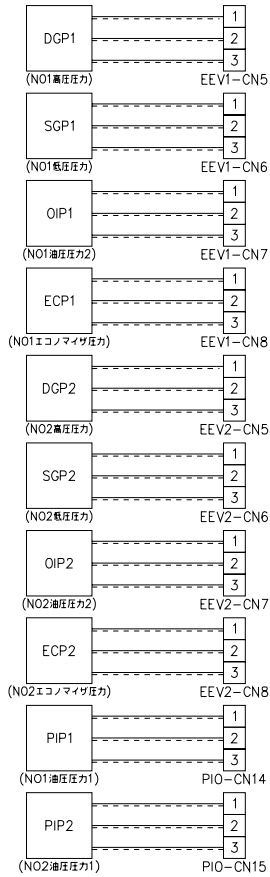 DGP1
1
2
3
(NO1高圧圧力) EEV1-CN5
SGP1
1
2
3
(NO1低圧圧力) EEV1-CN6
OIP1
1
2
3
(NO1油圧圧力2) EEV1-CN7
ECP1
1
2
3
(NO1エコノマイザ圧力) EEV1-CN8
DGP2
1
2
3
(NO2高圧圧力) EEV2-CN5
SGP2
1
2
3
(NO2低圧圧力) EEV2-CN6
OIP2
1
2
3
(NO2油圧圧力2) EEV2-CN7
ECP2
1
2
3
(NO2エコノマイザ圧力) EEV2-CN8
PIP1
1
2
3
(NO1油圧圧力1) PIO-CN14
PIP2
1
2
3
(NO2油圧圧力1) PIO-CN15